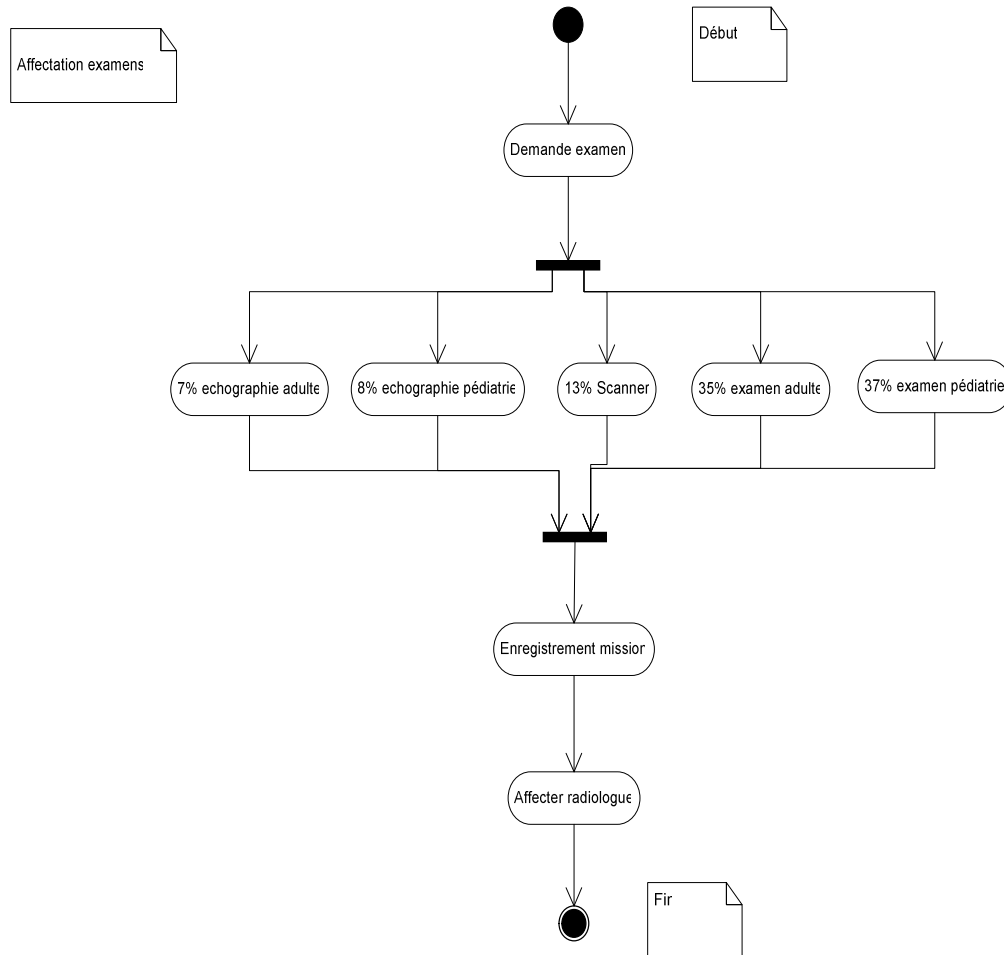 Début
Affectation examens
Demande examen
7% echographie adulte
8% echographie pédiatrie
13% Scanner
35% examen adulte
37% examen pédiatrie
Enregistrement mission
Affecter radiologue
Fir